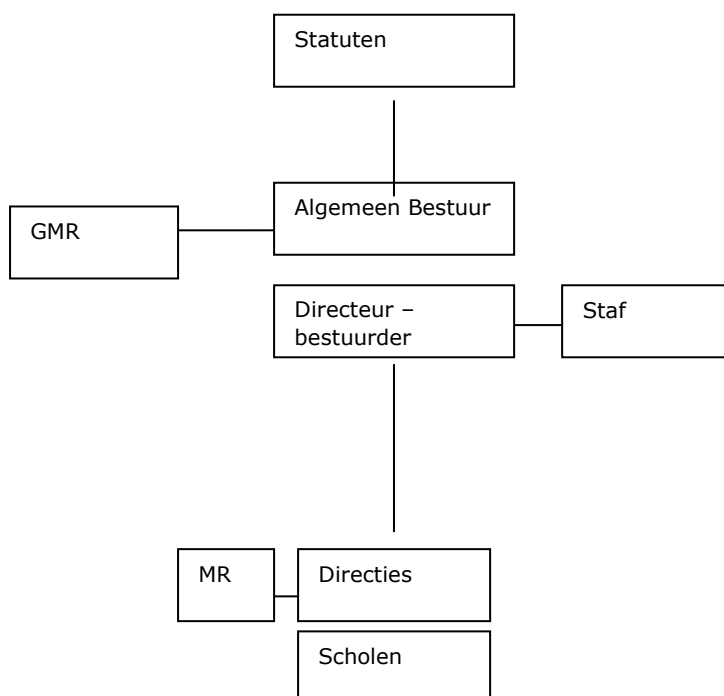 Statuten
Algemeen Bestuur
GMR
Directeur –
bestuurder
Staf
MR
Directies
Scholen